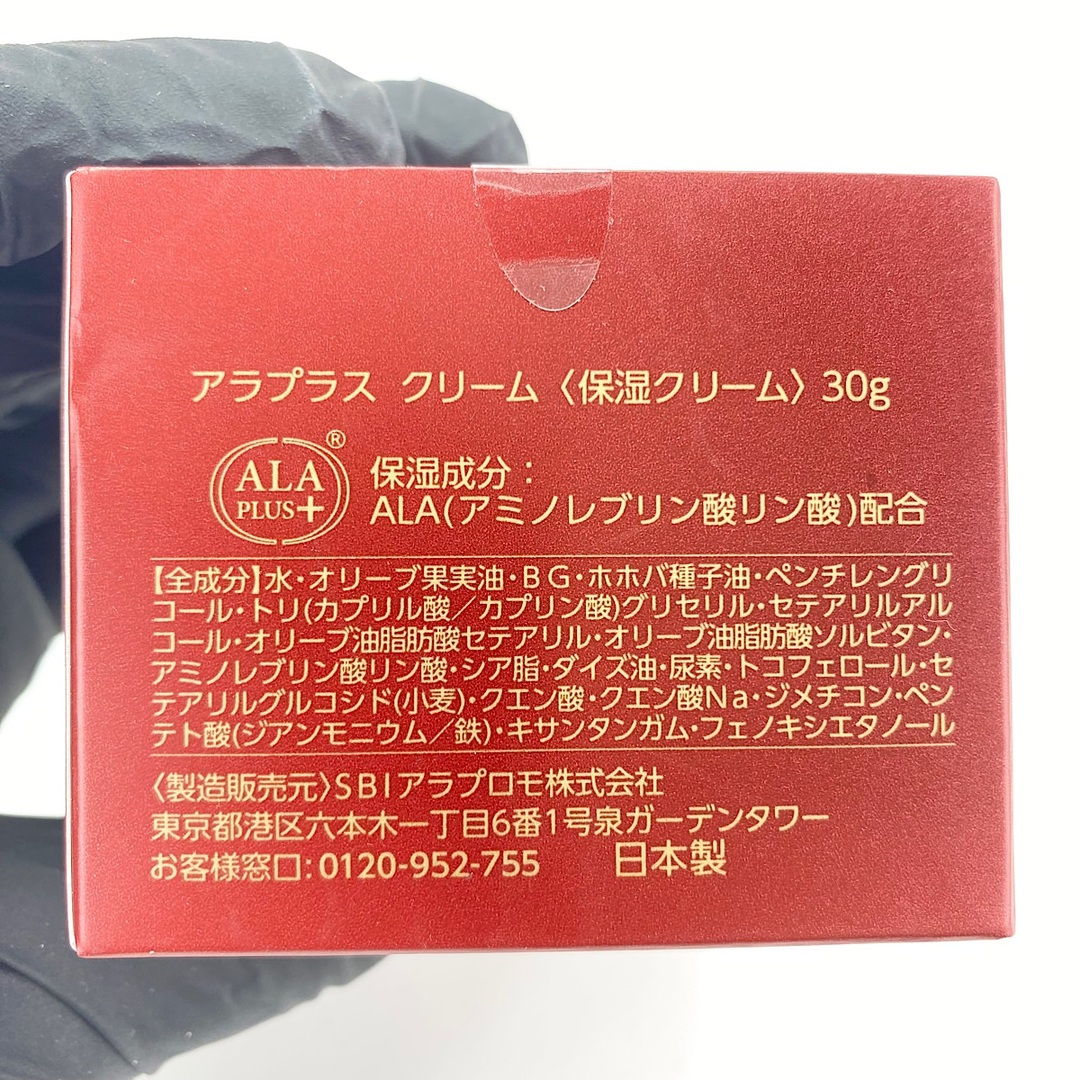 アラプラス クリーム〈保湿クリーム〉30g
ALA
PLUS+
®
保湿成分：
ALA(アミノレブリン酸リン酸)配合
【全成分】水・オリーブ果実油・ＢＧ・ホホバ種子油・ペンチレングリ
コール・トリ(カプリル酸／カプリン酸)グリセリル・セテアリルアル
コール・オリーブ油脂肪酸セテアリル・オリーブ油脂肪酸ソルビタン・
アミノレブリン酸リン酸・シア脂・ダイズ油・尿素・トコフェロール・セ
テアリルグルコシド(小麦)・クエン酸・クエン酸Ｎａ・ジメチコン・ペン
テト酸(ジアンモニウム／鉄)・キサンタンガム・フェノキシエタノール
〈製造販売元〉ＳＢＩアラプロモ株式会社
東京都港区六本木一丁目6番1号泉ガーデンタワー
お客様窓口：0120-952-755 日本製